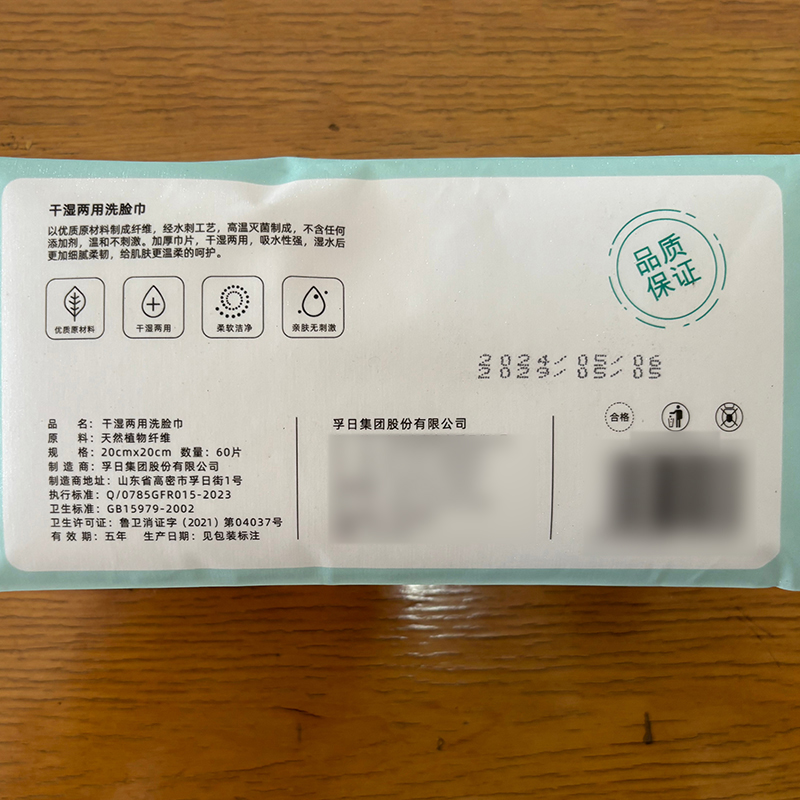 干湿两用洗脸巾
以优质原材料制成纤维，经水刺工艺，高温灭菌制成，不含任何
添加剂，温和不刺激。加厚巾片，干湿两用，吸水性强，湿水后
更加细腻柔韧，给肌肤更温柔的呵护。
优质原材料
干湿两用
柔软洁净
亲肤无刺激
品质
保证
2024/05/06
2029/05/05
品 名：干湿两用洗脸巾
原 料：天然植物纤维
规 格：20cmx20cm 数量：60片
制 造 商：孚日集团股份有限公司
制造商地址：山东省高密市孚日街1号
执行标准：Q/0785GFR015-2023
卫生标准：GB15979-2002
卫生许可证：鲁卫消证字（2021）第04037号
有 效 期：五年 生产日期：见包装标注
孚日集团股份有限公司
合格